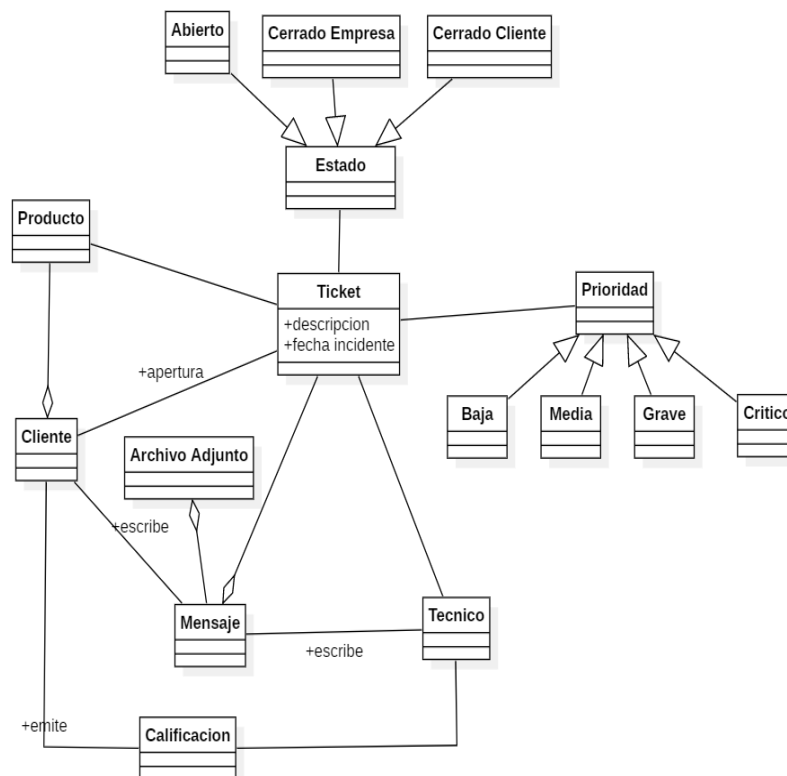 Abierto
Cerrado Empresa
Cerrado Cliente
Estado
Producto
Ticket
+descripcion
+fecha incidente
Prioridad
+apertura
Baja
Media
Grave
Critico
Cliente
Archivo Adjunto
+escribe
Mensaje
Tecnico
+escribe
+emite
Calificacion